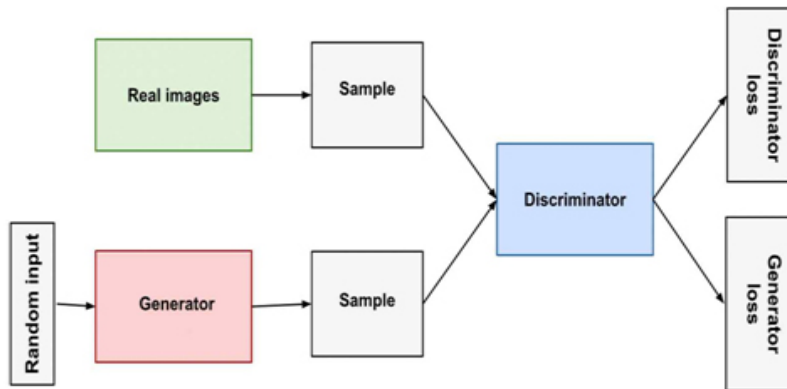 Real images
Sample
Discriminator
loss
Discriminator
Random input
Generator
Sample
Generator
loss